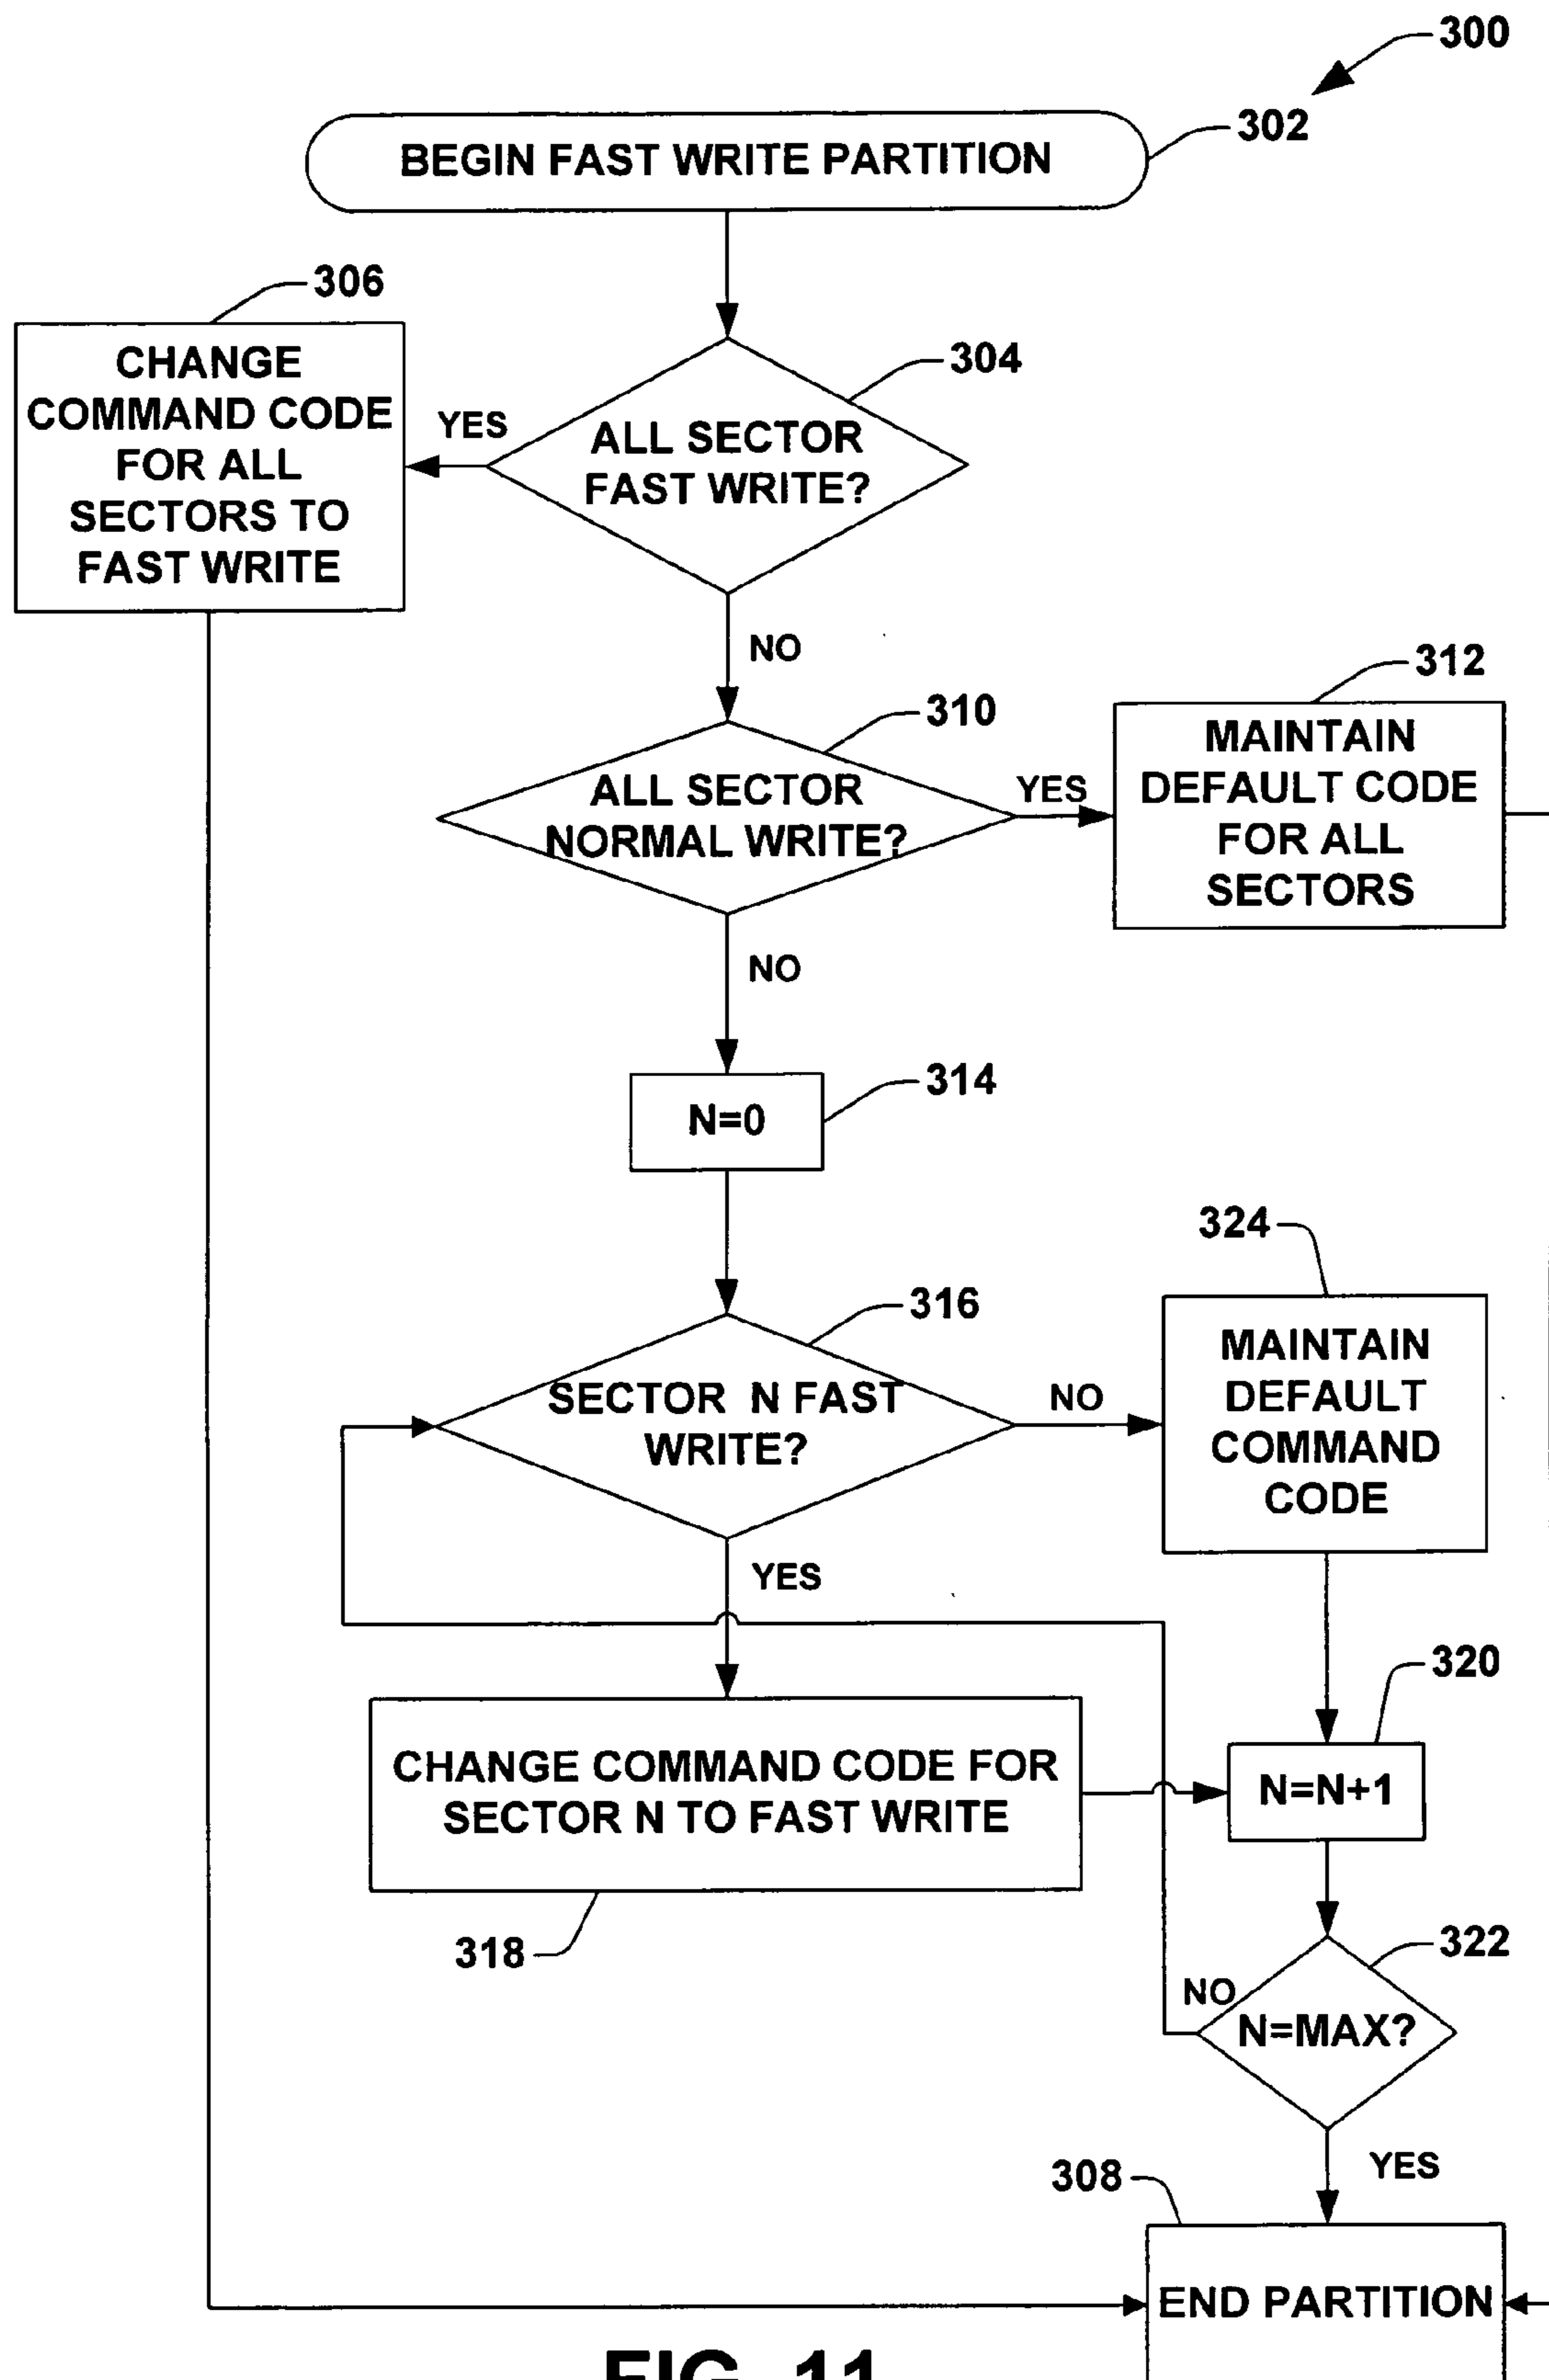 300
302
BEGIN FAST WRITE PARTITION
306
CHANGE
COMMAND CODE
FOR ALL
SECTORS TO
FAST WRITE
YES
304
ALL SECTOR
FAST WRITE?
NO
312
310
ALL SECTOR
NORMAL WRITE?
YES
MAINTAIN
DEFAULT CODE
FOR ALL
SECTORS
NO
314
N=0
324
316
SECTOR N FAST
WRITE?
NO
MAINTAIN
DEFAULT
COMMAND
CODE
YES
320
CHANGE COMMAND CODE FOR
SECTOR N TO FAST WRITE
N=N+1
318
322
NO
N=MAX?
YES
308
END PARTITION
FIG. 11